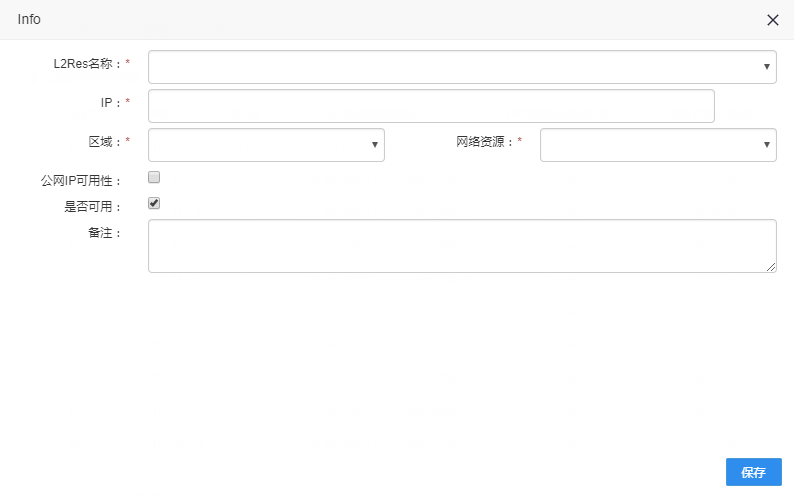 Info
L2Res名称：*
IP：*
区域：* 网络资源：*
公网IP可用性：
是否可用：
备注：
保存